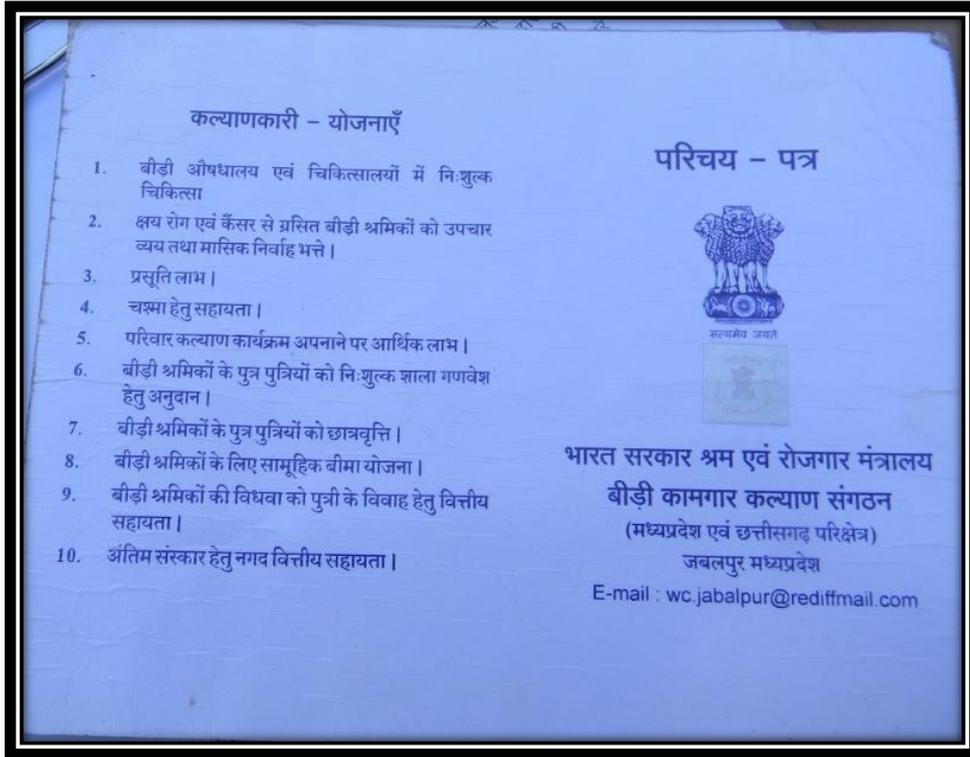 कल्याणकारी – योजनाएँ
1. बीड़ी औषधालय एवं चिकित्सालयों में निःशुल्क
चिकित्सा
2. क्षय रोग एवं कैंसर से ग्रसित बीड़ी श्रमिकों को उपचार
व्यय तथा मासिक निर्वाह भत्ते।
3. प्रसूति लाभ।
4. चश्मा हेतु सहायता।
5. परिवार कल्याण कार्यक्रम अपनाने पर आर्थिक लाभ।
6. बीड़ी श्रमिकों के पुत्र पुत्रियों को निःशुल्क शाला गणवेश
हेतु अनुदान।
7. बीड़ी श्रमिकों के पुत्र पुत्रियों को छात्रवृत्ति।
8. बीड़ी श्रमिकों के लिए सामूहिक बीमा योजना।
9. बीड़ी श्रमिकों की विधवा को पुत्री के विवाह हेतु वित्तीय
सहायता।
10. अंतिम संस्कार हेतु नगद वित्तीय सहायता।
परिचय – पत्र
सत्यमेव जयते
भारत सरकार श्रम एवं रोजगार मंत्रालय
बीड़ी कामगार कल्याण संगठन
(मध्यप्रदेश एवं छत्तीसगढ़ परिक्षेत्र)
जबलपुर मध्यप्रदेश
E-mail : wc.jabalpur@rediffmail.com